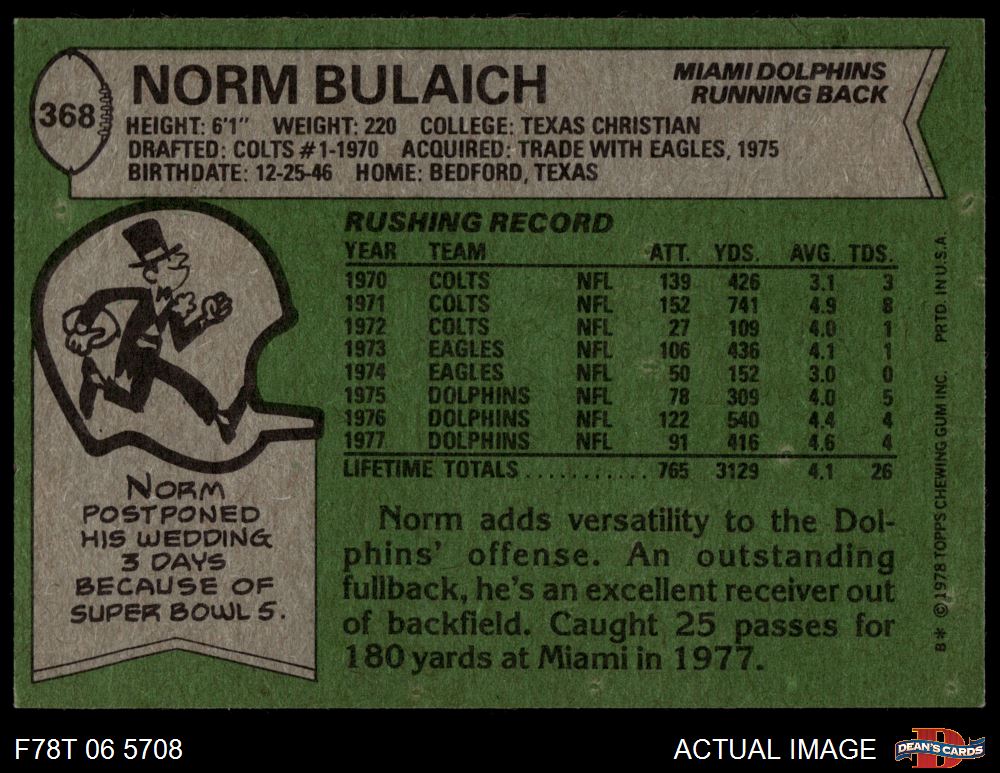 368
NORM BULAICH
MIAMI DOLPHINS
RUNNING BACK
HEIGHT: 6'1" WEIGHT: 220 COLLEGE: TEXAS CHRISTIAN
DRAFTED: COLTS #1-1970 ACQUIRED: TRADE WITH EAGLES, 1975
BIRTHDATE: 12-25-46 HOME: BEDFORD, TEXAS
RUSHING RECORD
YEAR TEAM ATT. YDS. AVG. TDS.
1970 COLTS NFL 139 426 3.1 3
1971 COLTS NFL 152 741 4.9 8
1972 COLTS NFL 27 109 4.0 1
1973 EAGLES NFL 106 436 4.1 1
1974 EAGLES NFL 50 152 3.0 0
1975 DOLPHINS NFL 78 309 4.0 5
1976 DOLPHINS NFL 122 540 4.4 4
1977 DOLPHINS NFL 91 416 4.6 4
LIFETIME TOTALS ........... 765 3129 4.1 26
NORM
POSTPONED
HIS WEDDING
3 DAYS
BECAUSE OF
SUPER BOWL 5.
Norm adds versatility to the Dol-
phins' offense. An outstanding
fullback, he's an excellent receiver out
of backfield. Caught 25 passes for
180 yards at Miami in 1977.
B* © 1978 TOPPS CHEWING GUM INC. PRTD. IN U.S.A.
F78T 06 5708
ACTUAL IMAGE
D
DEAN'S CARDS